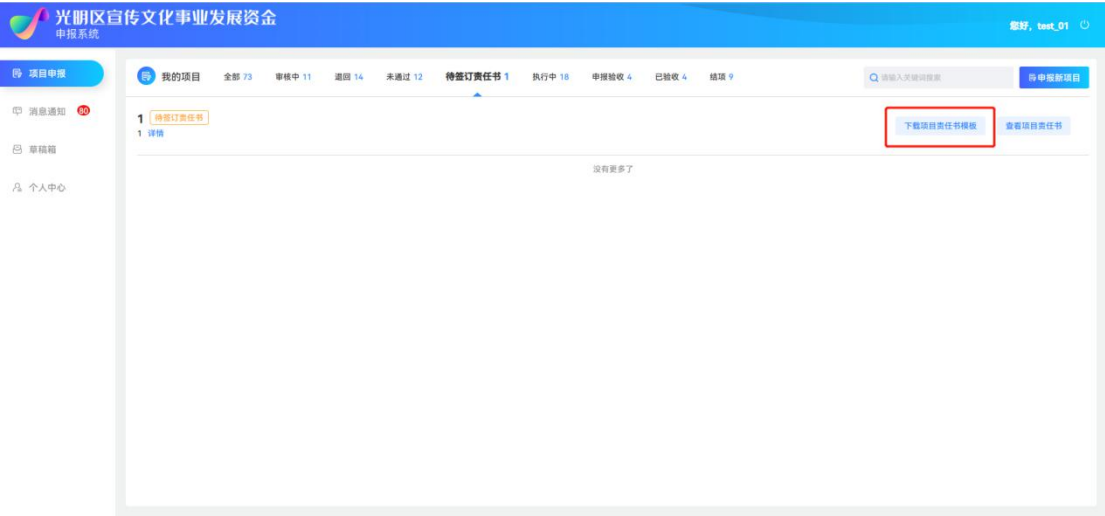 光明区宣传文化事业发展资金
申报系统
您好，test_01
项目申报
消息通知 80
草稿箱
个人中心
我的项目 全部 73 审核中 11 退回 14 未通过 12 待签订责任书 1 执行中 18 申报验收 4 已验收 4 结项 9 请输入关键词搜索 申报新项目
1 待签订责任书
1 详情
下载项目责任书模板 查看项目责任书
没有更多了